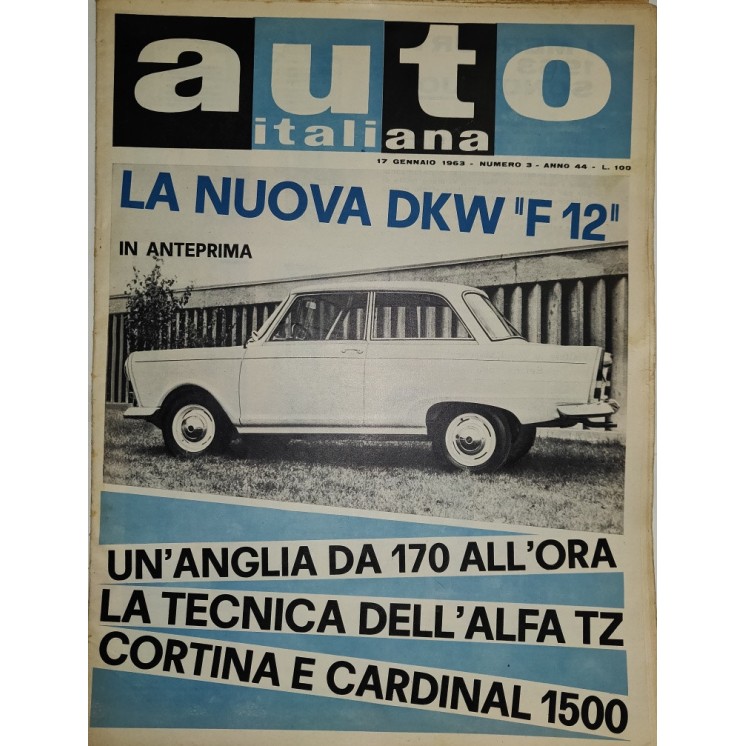 auto
italiana
17 GENNAIO 1963 - NUMERO 3 - ANNO 44 - L. 100
LA NUOVA DKW "F 12"
IN ANTEPRIMA
UN'ANGLIA DA 170 ALL'ORA
LA TECNICA DELL'ALFA TZ
CORTINA E CARDINAL 1500